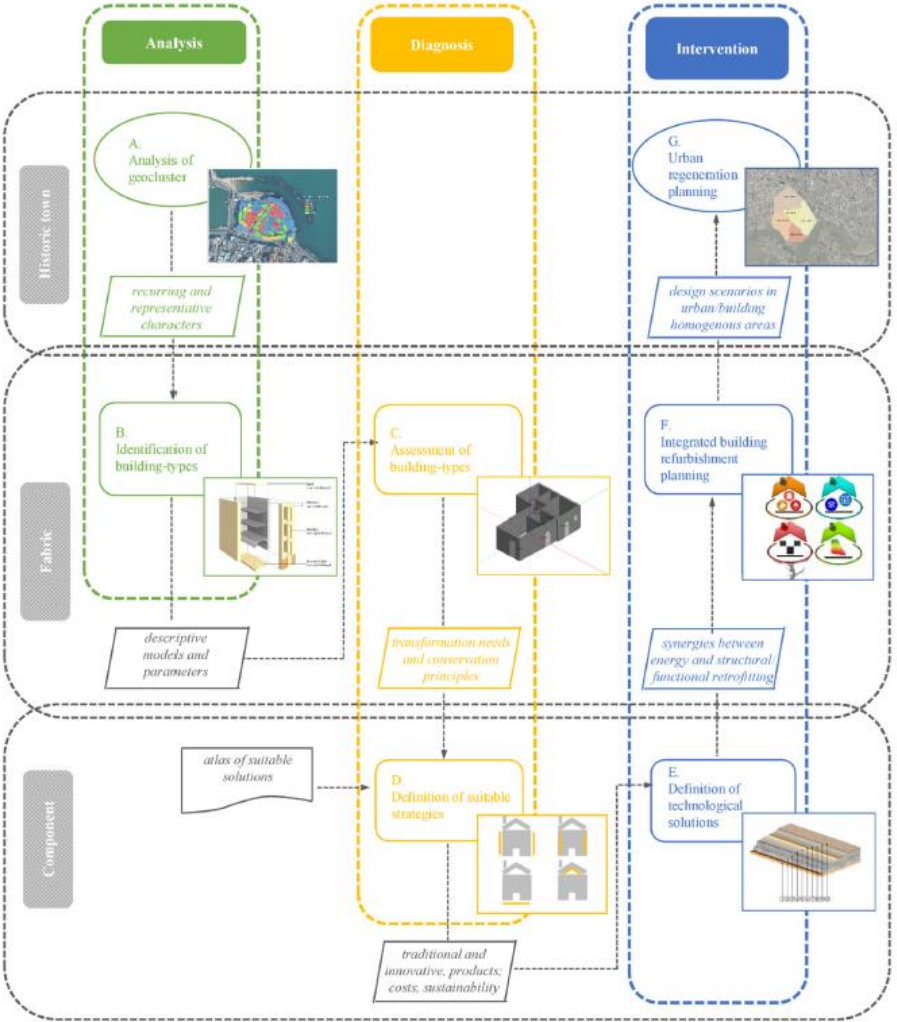 Analysis
Diagnosis
Intervention
Historic town
A.
Analysis of
geocluster
G.
Urban
regeneration
planning
recurring and
representative
characters
design scenarios in
urban/building
homogenous areas
Fabric
B.
Identification of
building-types
C.
Assessment of
building-types
F.
Integrated building
refurbishment
planning
descriptive
models and
parameters
transformation needs
and conservation
principles
synergies between
energy and structural
functional retrofitting
Component
atlas of suitable
solutions
D.
Definition of suitable
strategies
E.
Definition of
technological
solutions
traditional and
innovative, products;
costs, sustainability